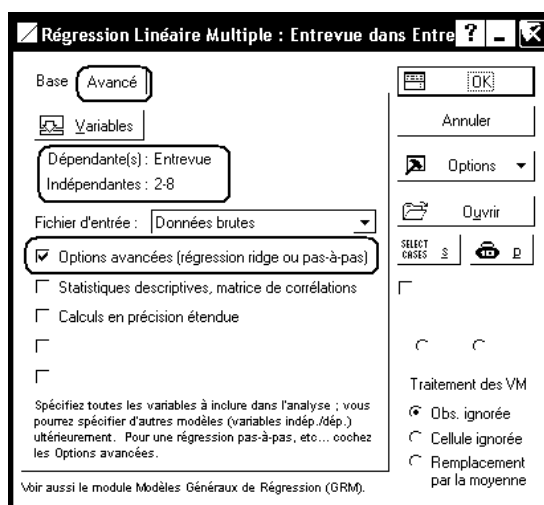 Régression Linéaire Multiple : Entrevue dans Entre
Base
Avancé
Variables
Dépendante(s) : Entrevue
Indépendantes : 2-8
Fichier d'entrée :
Données brutes
Options avancées (régression ridge ou pas-à-pas)
Statistiques descriptives, matrice de corrélations
Calculs en précision étendue
Spécifiez toutes les variables à inclure dans l'analyse ; vous
pourrez spécifier d'autres modèles (variables indép./dép.)
ultérieurement. Pour une régression pas-à-pas, etc... cochez
les Options avancées.
Voir aussi le module Modèles Généraux de Régression (GRM).
OK
Annuler
Options
Ouvrir
SELECT
CASES
S
D
Traitement des VM
Obs. ignorée
Cellule ignorée
Remplacement
par la moyenne